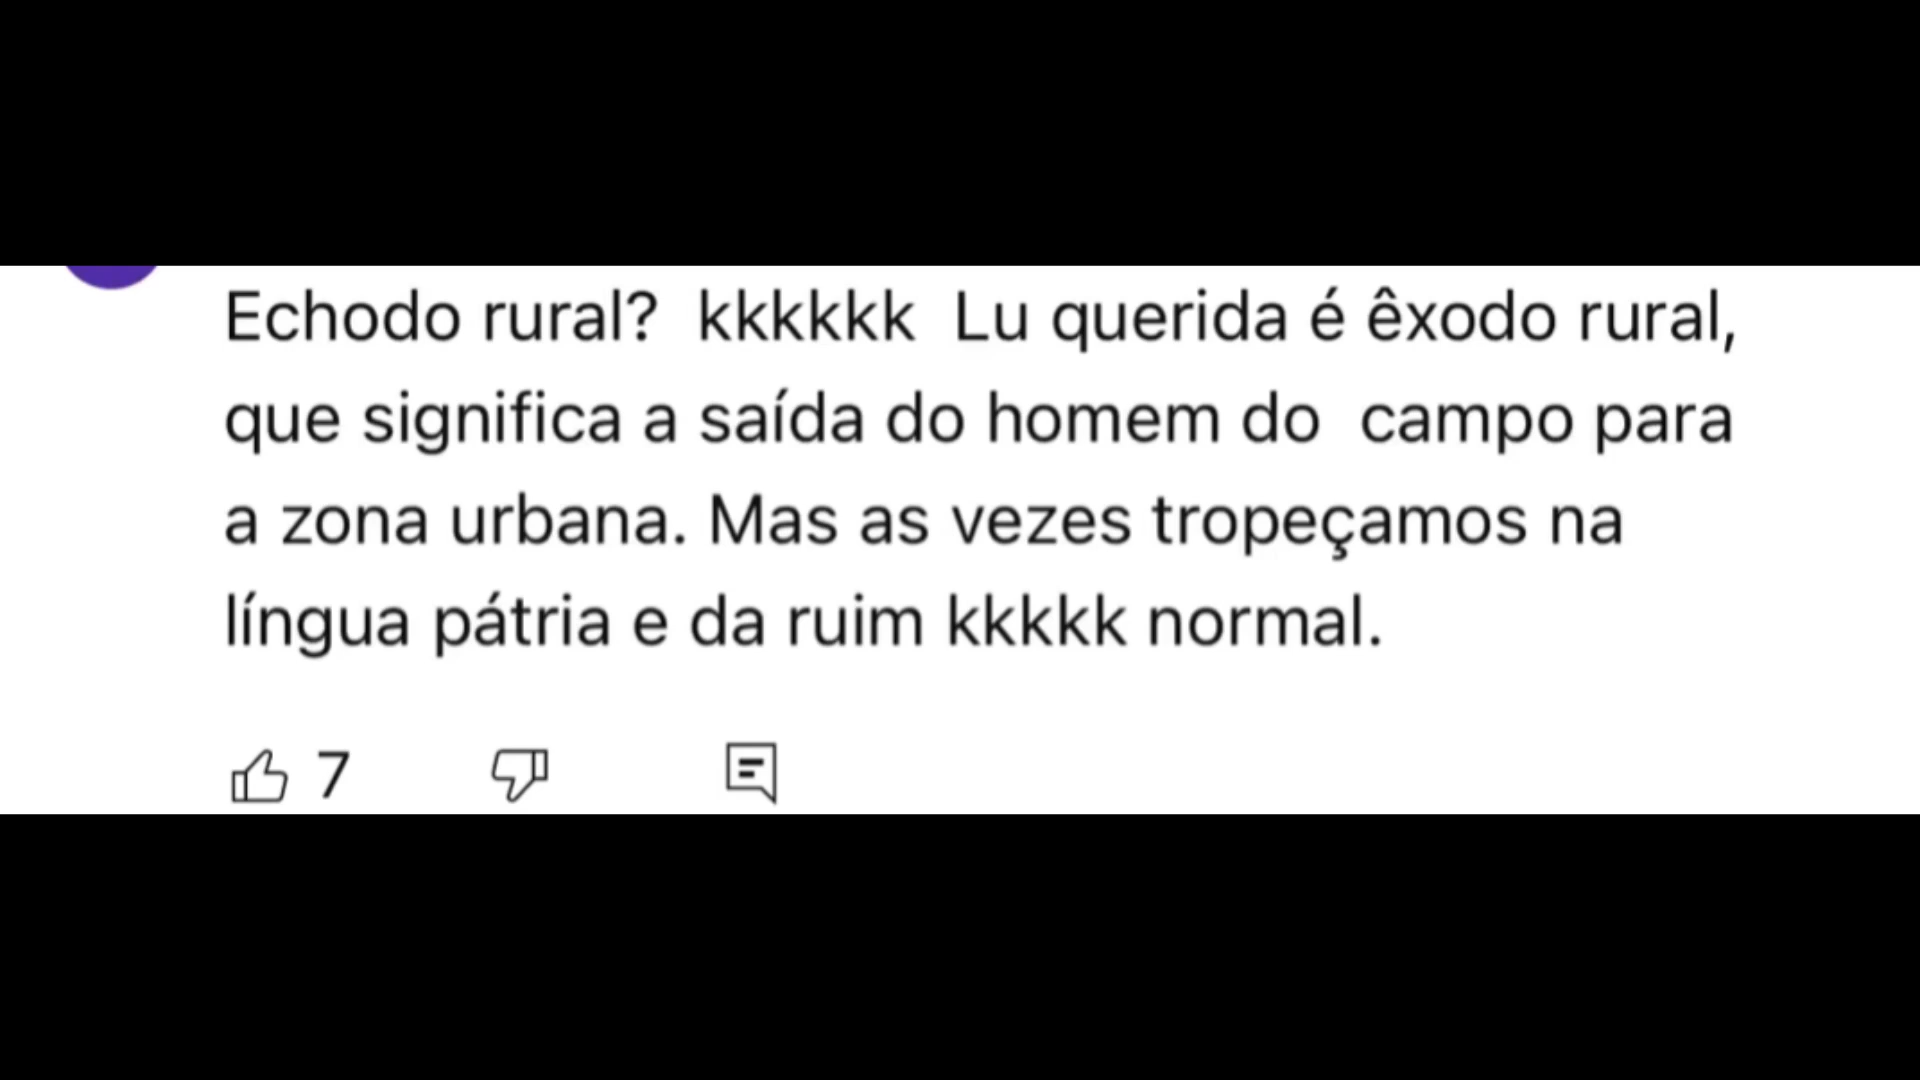 Echodo rural?  kkkkkk  Lu querida é êxodo rural,
que significa a saída do homem do  campo para
a zona urbana. Mas as vezes tropeçamos na
língua pátria e da ruim kkkkk normal.
7